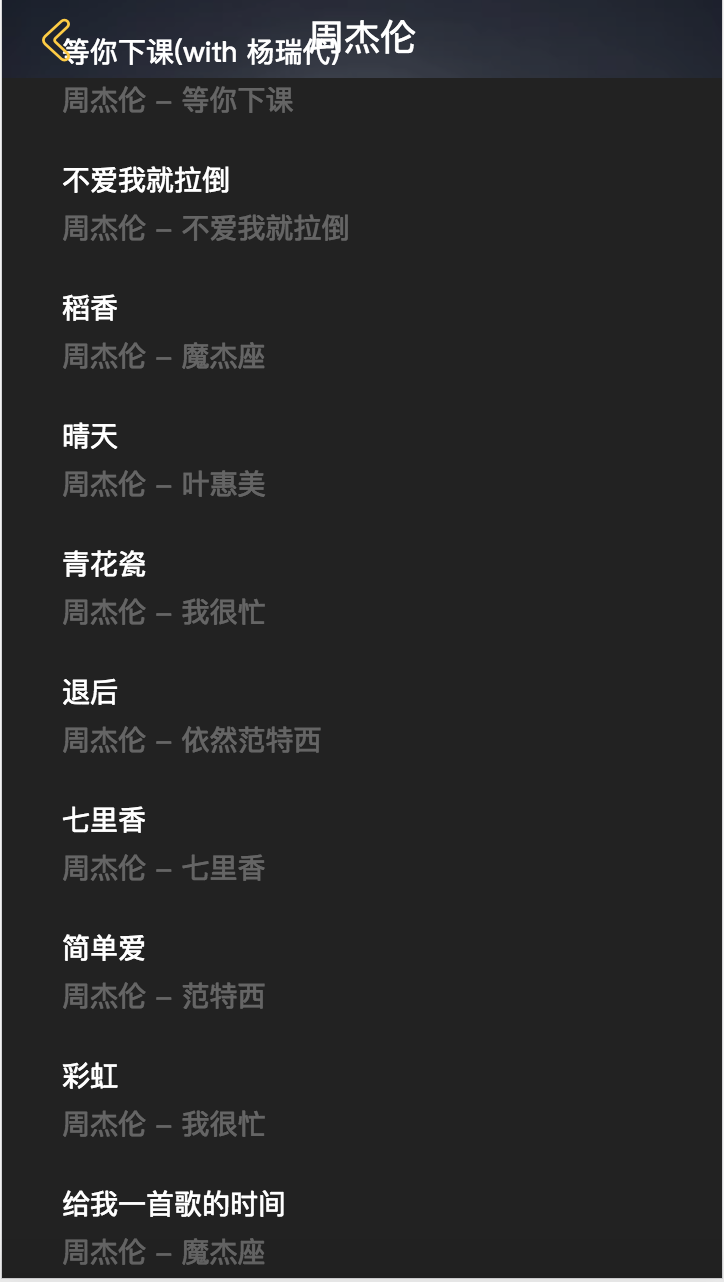 周杰伦
等你下课(with 杨瑞代)
周杰伦 – 等你下课
不爱我就拉倒
周杰伦 – 不爱我就拉倒
稻香
周杰伦 – 魔杰座
晴天
周杰伦 – 叶惠美
青花瓷
周杰伦 – 我很忙
退后
周杰伦 – 依然范特西
七里香
周杰伦 – 七里香
简单爱
周杰伦 – 范特西
彩虹
周杰伦 – 我很忙
给我一首歌的时间
周杰伦 – 魔杰座